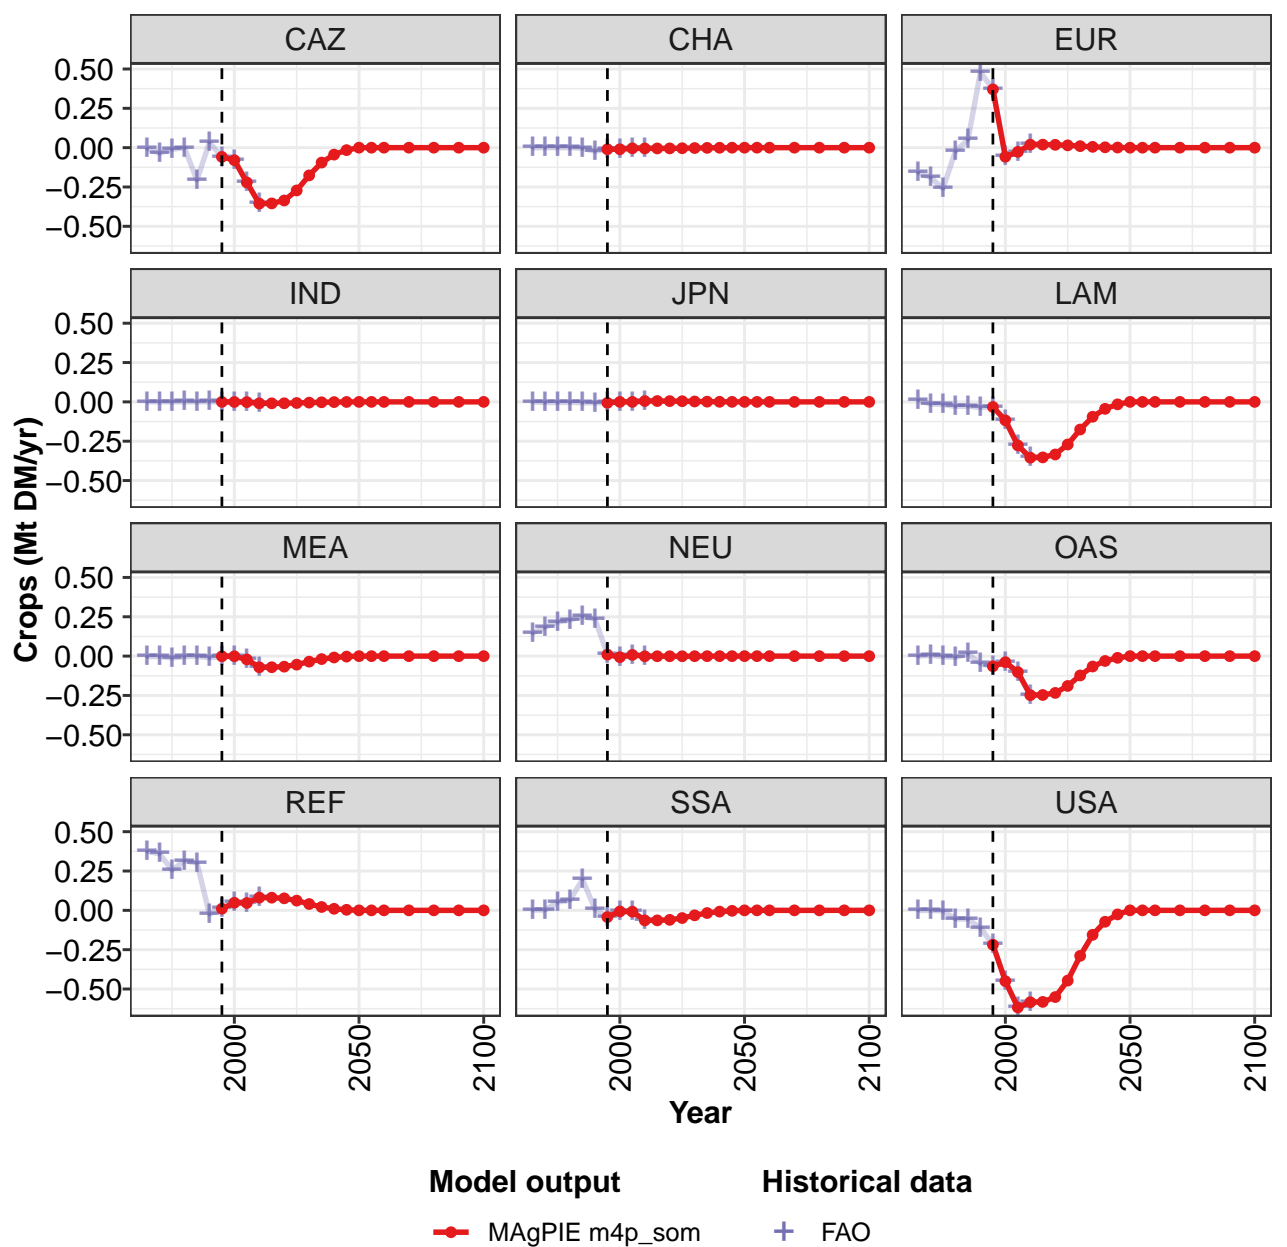 CAZ CHA EUR
0.50
0.25
0.00
−0.25
−0.50
IND JPN LAM
0.50
0.25
0.00
−0.25
−0.50
MEA NEU OAS
0.50
0.25
0.00
−0.25
−0.50
REF SSA USA
0.50
0.25
0.00
−0.25
−0.50
Crops (Mt DM/yr)
2000 2050 2100 2000 2050 2100 2000 2050 2100
Year
Model output Historical data
MAgPIE m4p_som FAO